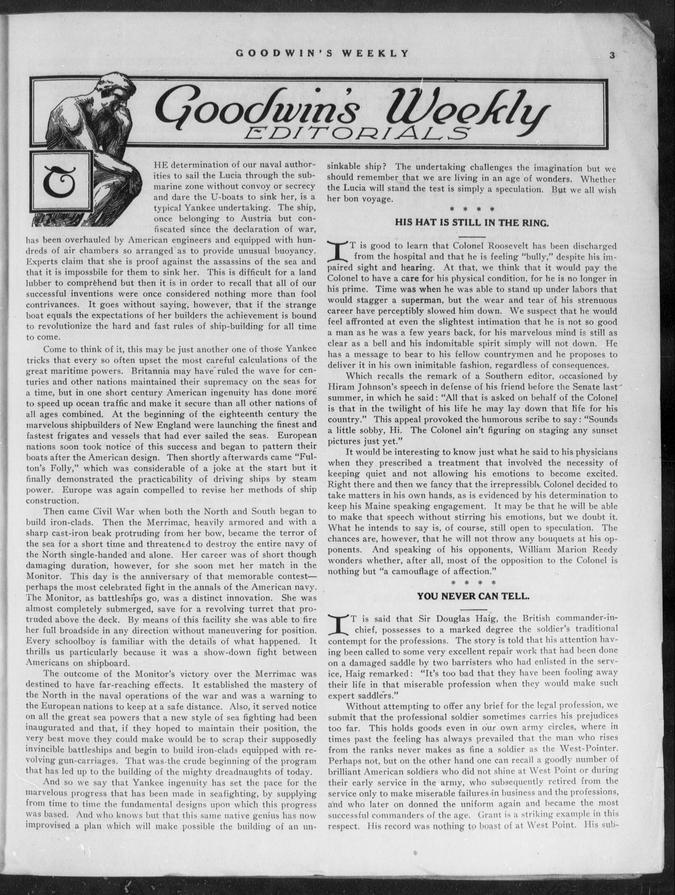 GOODWIN'S WEEKLY
3
Goodwin's Weekly
EDITORIALS
THE determination of our naval author-
ities to sail the Lucia through the sub-
marine zone without convoy or secrecy
and dare the U-boats to sink her, is a
typical Yankee undertaking. The ship,
once belonging to Austria but con-
fiscated since the declaration of war,
has been overhauled by American engineers and equipped with hun-
dreds of air chambers so arranged as to provide unusual buoyancy.
Experts claim that she is proof against the assassins of the sea and
that it is impossbile for them to sink her. This is difficult for a land
lubber to comprehend but then it is in order to recall that all of our
successful inventions were once considered nothing more than fool
contrivances. It goes without saying, however, that if the strange
boat equals the expectations of her builders the achievement is bound
to revolutionize the hard and fast rules of ship-building for all time
to come.
Come to think of it, this may be just another one of those Yankee
tricks that every so often upset the most careful calculations of the
great maritime powers. Britannia may have ruled the wave for cen-
turies and other nations maintained their supremacy on the seas for
a time, but in one short century American ingenuity has done more
to speed up ocean traffic and make it secure than all other nations of
all ages combined. At the beginning of the eighteenth century the
marvelous shipbuilders of New England were launching the finest and
fastest frigates and vessels that had ever sailed the seas. European
nations soon took notice of this success and began to pattern their
boats after the American design. Then shortly afterwards came "Ful-
ton's Folly," which was considerable of a joke at the start but it
finally demonstrated the practicability of driving ships by steam
power. Europe was again compelled to revise her methods of ship
construction.
Then came Civil War when both the North and South began to
build iron-clads. Then the Merrimac, heavily armored and with a
sharp cast-iron beak protruding from her bow, became the terror of
the sea for a short time and threatened to destroy the entire navy of
the North single-handed and alone. Her career was of short though
damaging duration, however, for she soon met her match in the
Monitor. This day is the anniversary of that memorable contest—
perhaps the most celebrated fight in the annals of the American navy.
The Monitor, as battleships go, was a distinct innovation. She was
almost completely submerged, save for a revolving turret that pro-
truded above the deck. By means of this facility she was able to fire
her full broadside in any direction without maneuvering for position.
Every schoolboy is familiar with the details of what happened. It
thrills us particularly because it was a show-down fight between
Americans on shipboard.
The outcome of the Monitor's victory over the Merrimac was
destined to have far-reaching effects. It established the mastery of
the North in the naval operations of the war and was a warning to
the European nations to keep at a safe distance. Also, it served notice
on all the great sea powers that a new style of sea fighting had been
inaugurated and that, if they hoped to maintain their position, the
very best move they could make would be to scrap their supposedly
invincible battleships and begin to build iron-clads equipped with re-
volving gun-carriages. That was the crude beginning of the program
that has led up to the building of the mighty dreadnaughts of today.
And so we say that Yankee ingenuity has set the pace for the
marvelous progress that has been made in seafighting, by supplying
from time to time the fundamental designs upon which this progress
was based. And who knows but that this same native genius has now
improvised a plan which will make possible the building of an un-
sinkable ship? The undertaking challenges the imagination but we
should remember that we are living in an age of wonders. Whether
the Lucia will stand the test is simply a speculation. But we all wish
her bon voyage.
* * * *
HIS HAT IS STILL IN THE RING.
IT is good to learn that Colonel Roosevelt has been discharged
from the hospital and that he is feeling "bully," despite his im-
paired sight and hearing. At that, we think that it would pay the
Colonel to have a care for his physical condition, for he is no longer in
his prime. Time was when he was able to stand up under labors that
would stagger a superman, but the wear and tear of his strenuous
career have perceptibly slowed him down. We suspect that he would
feel affronted at even the slightest intimation that he is not so good
a man as he was a few years back, for his marvelous mind is still as
clear as a bell and his indomitable spirit simply will not down. He
has a message to bear to his fellow countrymen and he proposes to
deliver it in his own inimitable fashion, regardless of consequences.
Which recalls the remark of a Southern editor, occasioned by
Hiram Johnson's speech in defense of his friend before the Senate last
summer, in which he said: "All that is asked on behalf of the Colonel
is that in the twilight of his life he may lay down that life for his
country." This appeal provoked the humorous scribe to say: "Sounds
a little sobby, Hi. The Colonel ain't figuring on staging any sunset
pictures just yet."
It would be interesting to know just what he said to his physicians
when they prescribed a treatment that involved the necessity of
keeping quiet and not allowing his emotions to become excited.
Right there and then we fancy that the irrepressible Colonel decided to
take matters in his own hands, as is evidenced by his determination to
keep his Maine speaking engagement. It may be that he will be able
to make that speech without stirring his emotions, but we doubt it.
What he intends to say is, of course, still open to speculation. The
chances are, however, that he will not throw any bouquets at his op-
ponents. And speaking of his opponents, William Marion Reedy
wonders whether, after all, most of the opposition to the Colonel is
nothing but "a camouflage of affection."
* * * *
YOU NEVER CAN TELL.
IT is said that Sir Douglas Haig, the British commander-in-
chief, possesses to a marked degree the soldier's traditional
contempt for the professions. The story is told that his attention hav-
ing been called to some very excellent repair work that had been done
on a damaged saddle by two barristers who had enlisted in the serv-
ice, Haig remarked: "It's too bad that they have been fooling away
their life in that miserable profession when they would make such
expert saddlers."
Without attempting to offer any brief for the legal profession, we
submit that the professional soldier sometimes carries his prejudices
too far. This holds goods even in our own army circles, where in
times past the feeling has always prevailed that the man who rises
from the ranks never makes as fine a soldier as the West-Pointer.
Perhaps not, but on the other hand one can recall a goodly number of
brilliant American soldiers who did not shine at West Point or during
their early service in the army, who subsequently retired from the
service only to make miserable failures in business and the professions,
and who later on donned the uniform again and became the most
successful commanders of the age. Grant is a striking example in this
respect. His record was nothing to boast of at West Point. His sub-